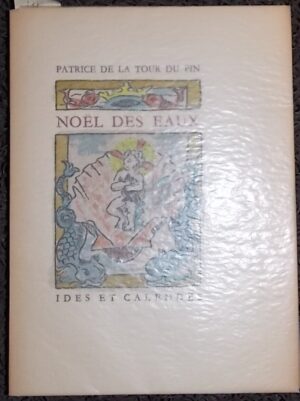 PATRICE DE LA TOUR DU PIN
NOËL DES EAUX
IDES ET CALENDES